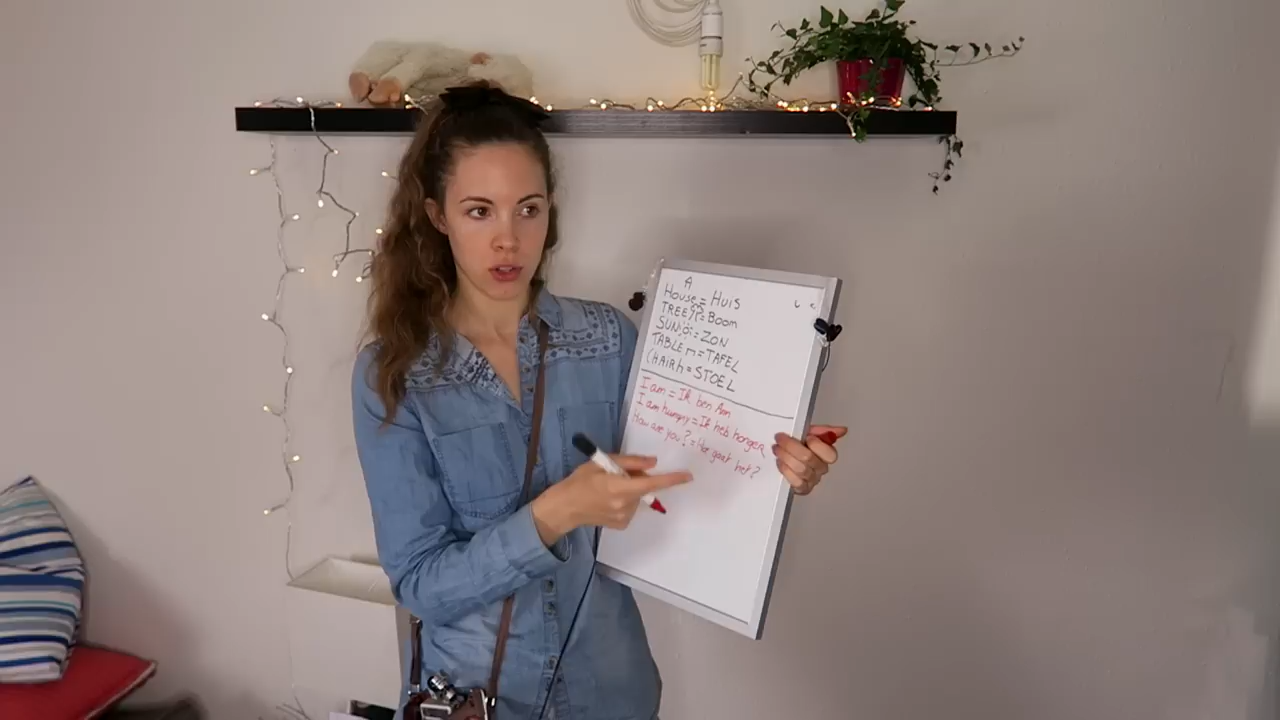 A
House = Huis
TREE = Boom
SUN = ZON
TABLE = TAFEL
CHAIR = STOEL
I am = Ik ben Ann
I am hungry = Ik heb honger
How are you? = Hoe gaat het?